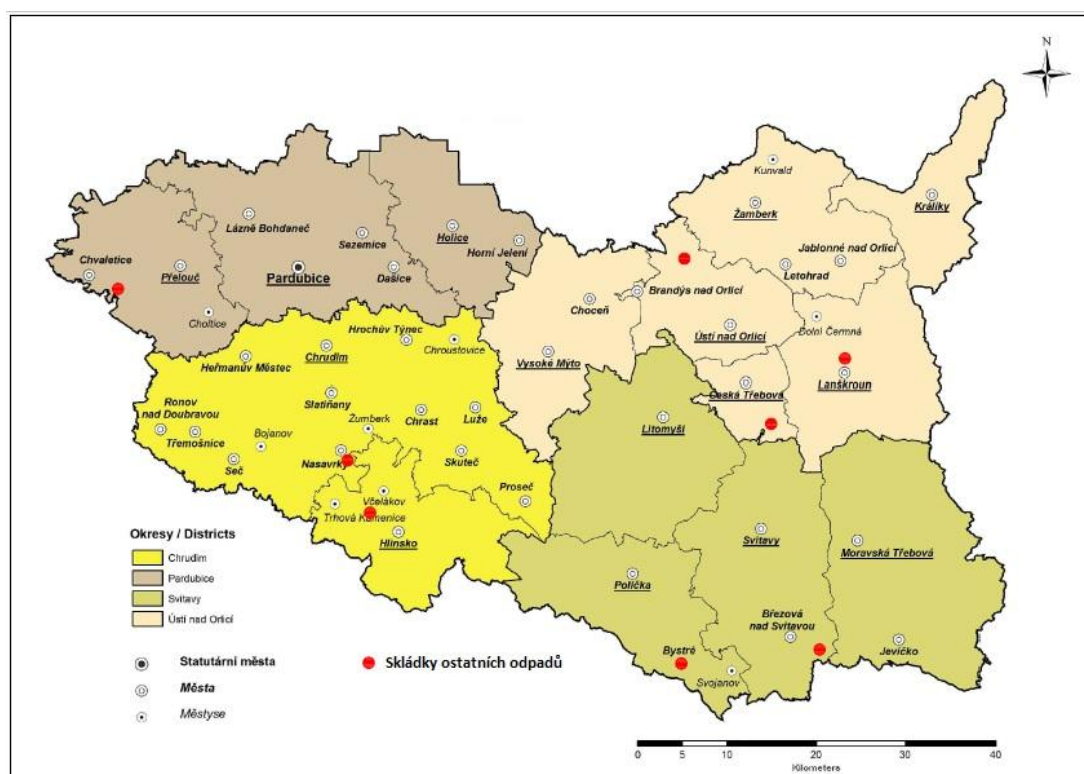 N
Kunvald
Žamberk
Králíky
Lázně Bohdaneč
Holice
Sezemice
Horní Jelení
Jablonné nad Orlicí
Letohrad
Chvaletice
Přelouč
Pardubice
Dašice
Brandýs nad Orlicí
Choceň
Choltice
Ústí nad Orlicí
Dolní Čermná
Hrochův Týnec
Chroustovice
Chrudim
Heřmanův Městec
Vysoké Mýto
Lanškroun
Česká Třebová
Slatiňany
Ronov
nad Doubravou
Žumberk
Chrast
Luže
Litomyšl
Třemošnice
Bojanov
Seč
Nasavrky
Skuteč
Včelákov
Proseč
Trhová Kamenice
Hlinsko
Svitavy
Moravská Třebová
Polička
Březová
nad Svitavou
Bystré
Jevíčko
Svojanov
Okresy / Districts
Chrudim
Pardubice
Svitavy
Ústí nad Orlicí
Statutární města
Skládky ostatních odpadů
Města
Městyse
0 5 10 20 30 40
Kilometers